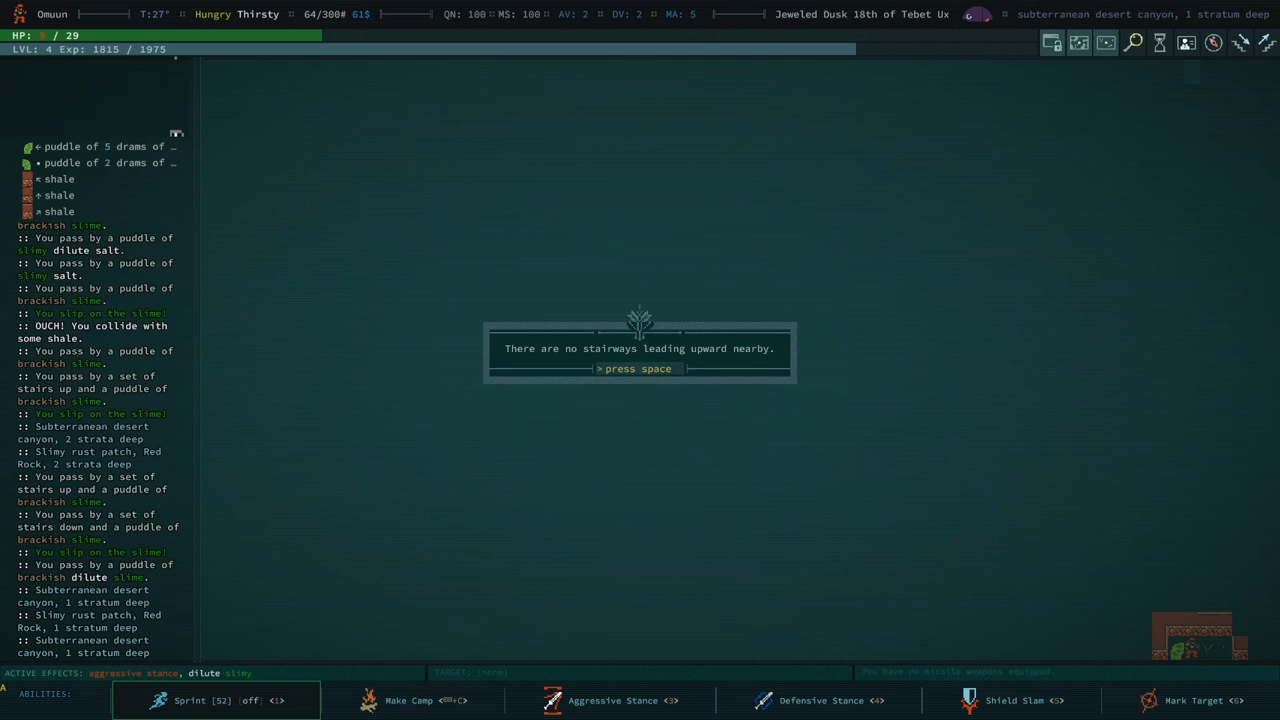 Omuun T:27° Hungry Thirsty :: 64/300# 61$ QN: 100 MS: 100 AV: 2 DV: 2 MA: 5 Jeweled Dusk 18th of Tebet Ux :: subterranean desert canyon, 1 stratum deep
HP: 9 / 29
LVL: 4 Exp: 1815 / 1975
puddle of 5 drams of …
puddle of 2 drams of …
shale
shale
shale
brackish slime.
:: You pass by a puddle of
slimy dilute salt.
:: You pass by a puddle of
slimy salt.
:: You pass by a puddle of
brackish slime.
:: You slip on the slime!
:: OUCH! You collide with
some shale.
:: You pass by a puddle of
brackish slime.
:: You pass by a set of
stairs up and a puddle of
brackish slime.
:: You slip on the slime!
:: Subterranean desert
canyon, 2 strata deep
:: Slimy rust patch, Red
Rock, 2 strata deep
:: You pass by a set of
stairs up and a puddle of
brackish slime.
:: You pass by a set of
stairs down and a puddle of
brackish slime.
:: You slip on the slime!
:: You pass by a puddle of
brackish dilute slime.
:: Subterranean desert
canyon, 1 stratum deep
:: Slimy rust patch, Red
Rock, 1 stratum deep
:: Subterranean desert
canyon, 1 stratum deep
There are no stairways leading upward nearby.
> press space
ACTIVE EFFECTS: aggressive stance, dilute slimy
TARGET: (none)
You have no missile weapons equipped.
A ABILITIES: Sprint [52] [off] <1> Make Camp <⌨+C> Aggressive Stance <3> Defensive Stance <4> Shield Slam <5> Mark Target <6>